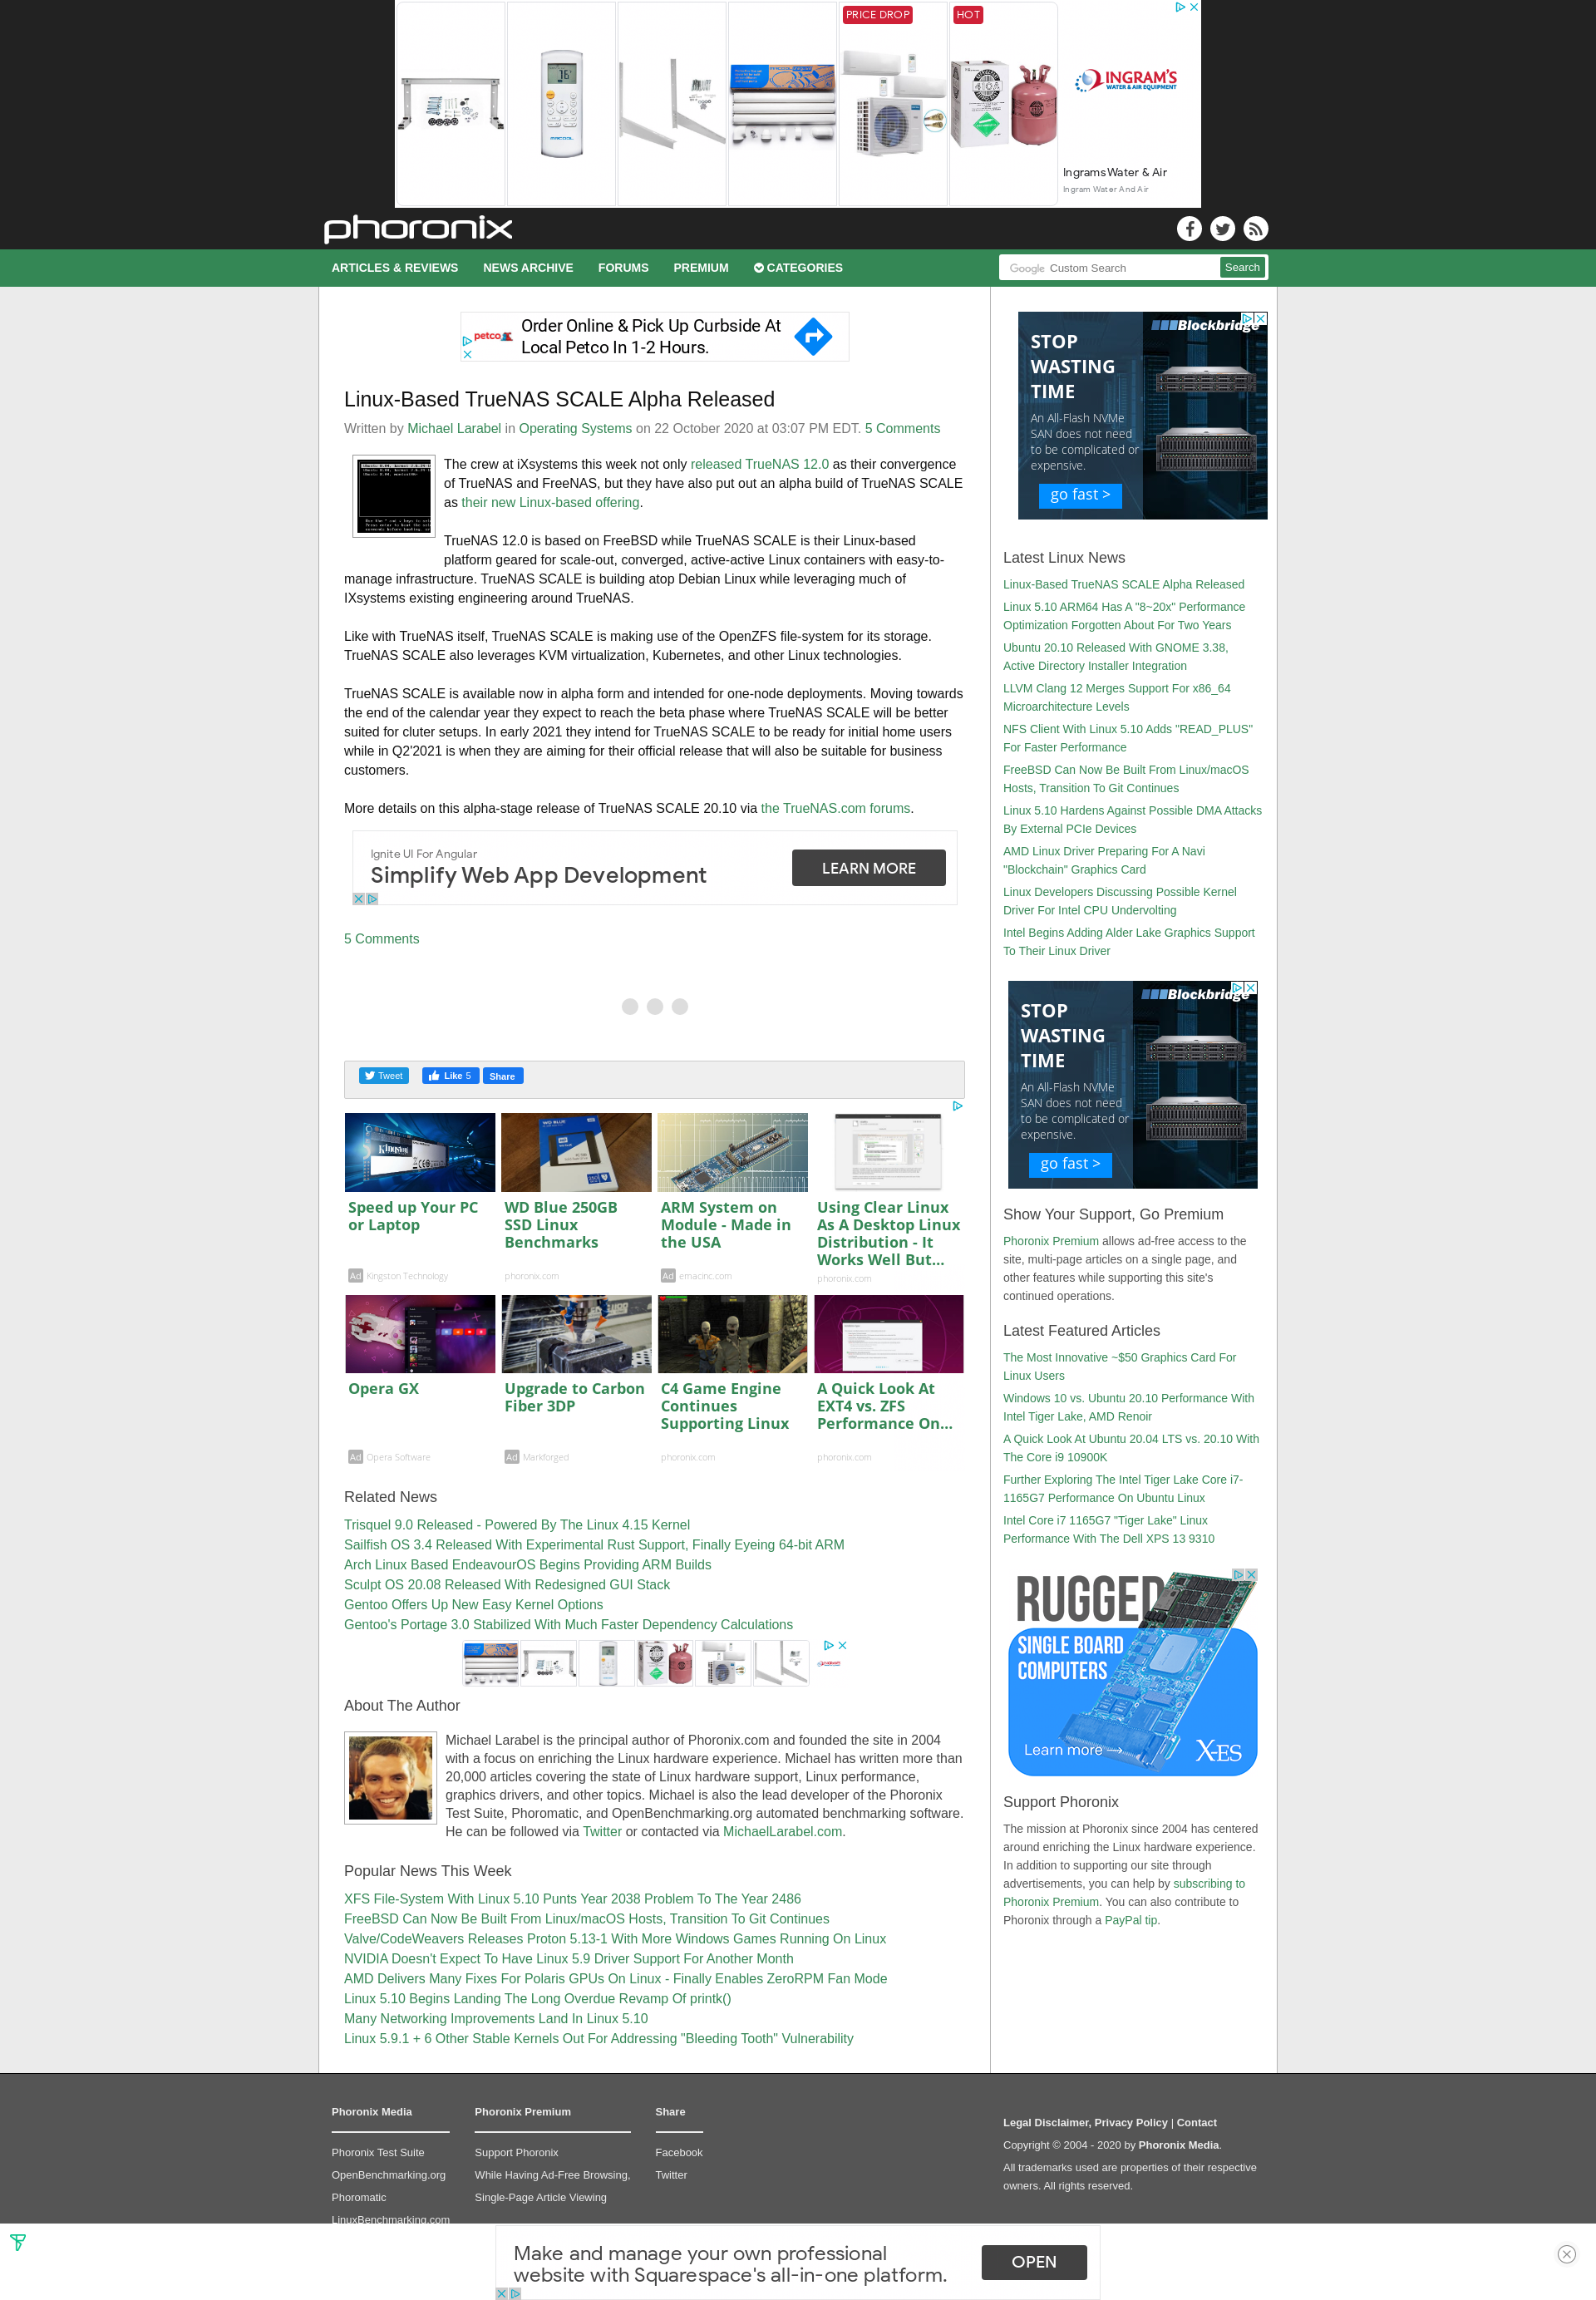 PRICE DROP
HOT
INGRAM'S
WATER & AIR EQUIPMENT
Ingrams Water & Air
Ingram Water And Air
phoronix
ARTICLES & REVIEWS
NEWS ARCHIVE
FORUMS
PREMIUM
CATEGORIES
Google Custom Search
Search
petco
Order Online & Pick Up Curbside At
Local Petco In 1-2 Hours.
Linux-Based TrueNAS SCALE Alpha Released
Written by Michael Larabel in Operating Systems on 22 October 2020 at 03:07 PM EDT. 5 Comments
The crew at iXsystems this week not only released TrueNAS 12.0 as their convergence
of TrueNAS and FreeNAS, but they have also put out an alpha build of TrueNAS SCALE
as their new Linux-based offering.
TrueNAS 12.0 is based on FreeBSD while TrueNAS SCALE is their Linux-based
platform geared for scale-out, converged, active-active Linux containers with easy-to-
manage infrastructure. TrueNAS SCALE is building atop Debian Linux while leveraging much of
IXsystems existing engineering around TrueNAS.
Like with TrueNAS itself, TrueNAS SCALE is making use of the OpenZFS file-system for its storage.
TrueNAS SCALE also leverages KVM virtualization, Kubernetes, and other Linux technologies.
TrueNAS SCALE is available now in alpha form and intended for one-node deployments. Moving towards
the end of the calendar year they expect to reach the beta phase where TrueNAS SCALE will be better
suited for cluter setups. In early 2021 they intend for TrueNAS SCALE to be ready for initial home users
while in Q2'2021 is when they are aiming for their official release that will also be suitable for business
customers.
More details on this alpha-stage release of TrueNAS SCALE 20.10 via the TrueNAS.com forums.
Ignite UI For Angular
Simplify Web App Development
LEARN MORE
5 Comments
Tweet
Like 5
Share
Speed up Your PC
or Laptop
Ad Kingston Technology
WD Blue 250GB
SSD Linux
Benchmarks
phoronix.com
ARM System on
Module - Made in
the USA
Ad emacinc.com
Using Clear Linux
As A Desktop Linux
Distribution - It
Works Well But...
phoronix.com
Opera GX
Ad Opera Software
Upgrade to Carbon
Fiber 3DP
Ad Markforged
C4 Game Engine
Continues
Supporting Linux
phoronix.com
A Quick Look At
EXT4 vs. ZFS
Performance On...
phoronix.com
Related News
Trisquel 9.0 Released - Powered By The Linux 4.15 Kernel
Sailfish OS 3.4 Released With Experimental Rust Support, Finally Eyeing 64-bit ARM
Arch Linux Based EndeavourOS Begins Providing ARM Builds
Sculpt OS 20.08 Released With Redesigned GUI Stack
Gentoo Offers Up New Easy Kernel Options
Gentoo's Portage 3.0 Stabilized With Much Faster Dependency Calculations
About The Author
Michael Larabel is the principal author of Phoronix.com and founded the site in 2004
with a focus on enriching the Linux hardware experience. Michael has written more than
20,000 articles covering the state of Linux hardware support, Linux performance,
graphics drivers, and other topics. Michael is also the lead developer of the Phoronix
Test Suite, Phoromatic, and OpenBenchmarking.org automated benchmarking software.
He can be followed via Twitter or contacted via MichaelLarabel.com.
Popular News This Week
XFS File-System With Linux 5.10 Punts Year 2038 Problem To The Year 2486
FreeBSD Can Now Be Built From Linux/macOS Hosts, Transition To Git Continues
Valve/CodeWeavers Releases Proton 5.13-1 With More Windows Games Running On Linux
NVIDIA Doesn't Expect To Have Linux 5.9 Driver Support For Another Month
AMD Delivers Many Fixes For Polaris GPUs On Linux - Finally Enables ZeroRPM Fan Mode
Linux 5.10 Begins Landing The Long Overdue Revamp Of printk()
Many Networking Improvements Land In Linux 5.10
Linux 5.9.1 + 6 Other Stable Kernels Out For Addressing "Bleeding Tooth" Vulnerability
Blockbridge
STOP
WASTING
TIME
An All-Flash NVMe
SAN does not need
to be complicated or
expensive.
go fast >
Latest Linux News
Linux-Based TrueNAS SCALE Alpha Released
Linux 5.10 ARM64 Has A "8~20x" Performance
Optimization Forgotten About For Two Years
Ubuntu 20.10 Released With GNOME 3.38,
Active Directory Installer Integration
LLVM Clang 12 Merges Support For x86_64
Microarchitecture Levels
NFS Client With Linux 5.10 Adds "READ_PLUS"
For Faster Performance
FreeBSD Can Now Be Built From Linux/macOS
Hosts, Transition To Git Continues
Linux 5.10 Hardens Against Possible DMA Attacks
By External PCIe Devices
AMD Linux Driver Preparing For A Navi
"Blockchain" Graphics Card
Linux Developers Discussing Possible Kernel
Driver For Intel CPU Undervolting
Intel Begins Adding Alder Lake Graphics Support
To Their Linux Driver
Blockbridge
STOP
WASTING
TIME
An All-Flash NVMe
SAN does not need
to be complicated or
expensive.
go fast >
Show Your Support, Go Premium
Phoronix Premium allows ad-free access to the
site, multi-page articles on a single page, and
other features while supporting this site's
continued operations.
Latest Featured Articles
The Most Innovative ~$50 Graphics Card For
Linux Users
Windows 10 vs. Ubuntu 20.10 Performance With
Intel Tiger Lake, AMD Renoir
A Quick Look At Ubuntu 20.04 LTS vs. 20.10 With
The Core i9 10900K
Further Exploring The Intel Tiger Lake Core i7-
1165G7 Performance On Ubuntu Linux
Intel Core i7 1165G7 "Tiger Lake" Linux
Performance With The Dell XPS 13 9310
RUGGED
SINGLE BOARD
COMPUTERS
Learn more →
X-ES
Support Phoronix
The mission at Phoronix since 2004 has centered
around enriching the Linux hardware experience.
In addition to supporting our site through
advertisements, you can help by subscribing to
Phoronix Premium. You can also contribute to
Phoronix through a PayPal tip.
Phoronix Media
Phoronix Test Suite
OpenBenchmarking.org
Phoromatic
LinuxBenchmarking.com
Phoronix Premium
Support Phoronix
While Having Ad-Free Browsing,
Single-Page Article Viewing
Share
Facebook
Twitter
Legal Disclaimer, Privacy Policy | Contact
Copyright © 2004 - 2020 by Phoronix Media.
All trademarks used are properties of their respective
owners. All rights reserved.
Make and manage your own professional
website with Squarespace's all-in-one platform.
OPEN